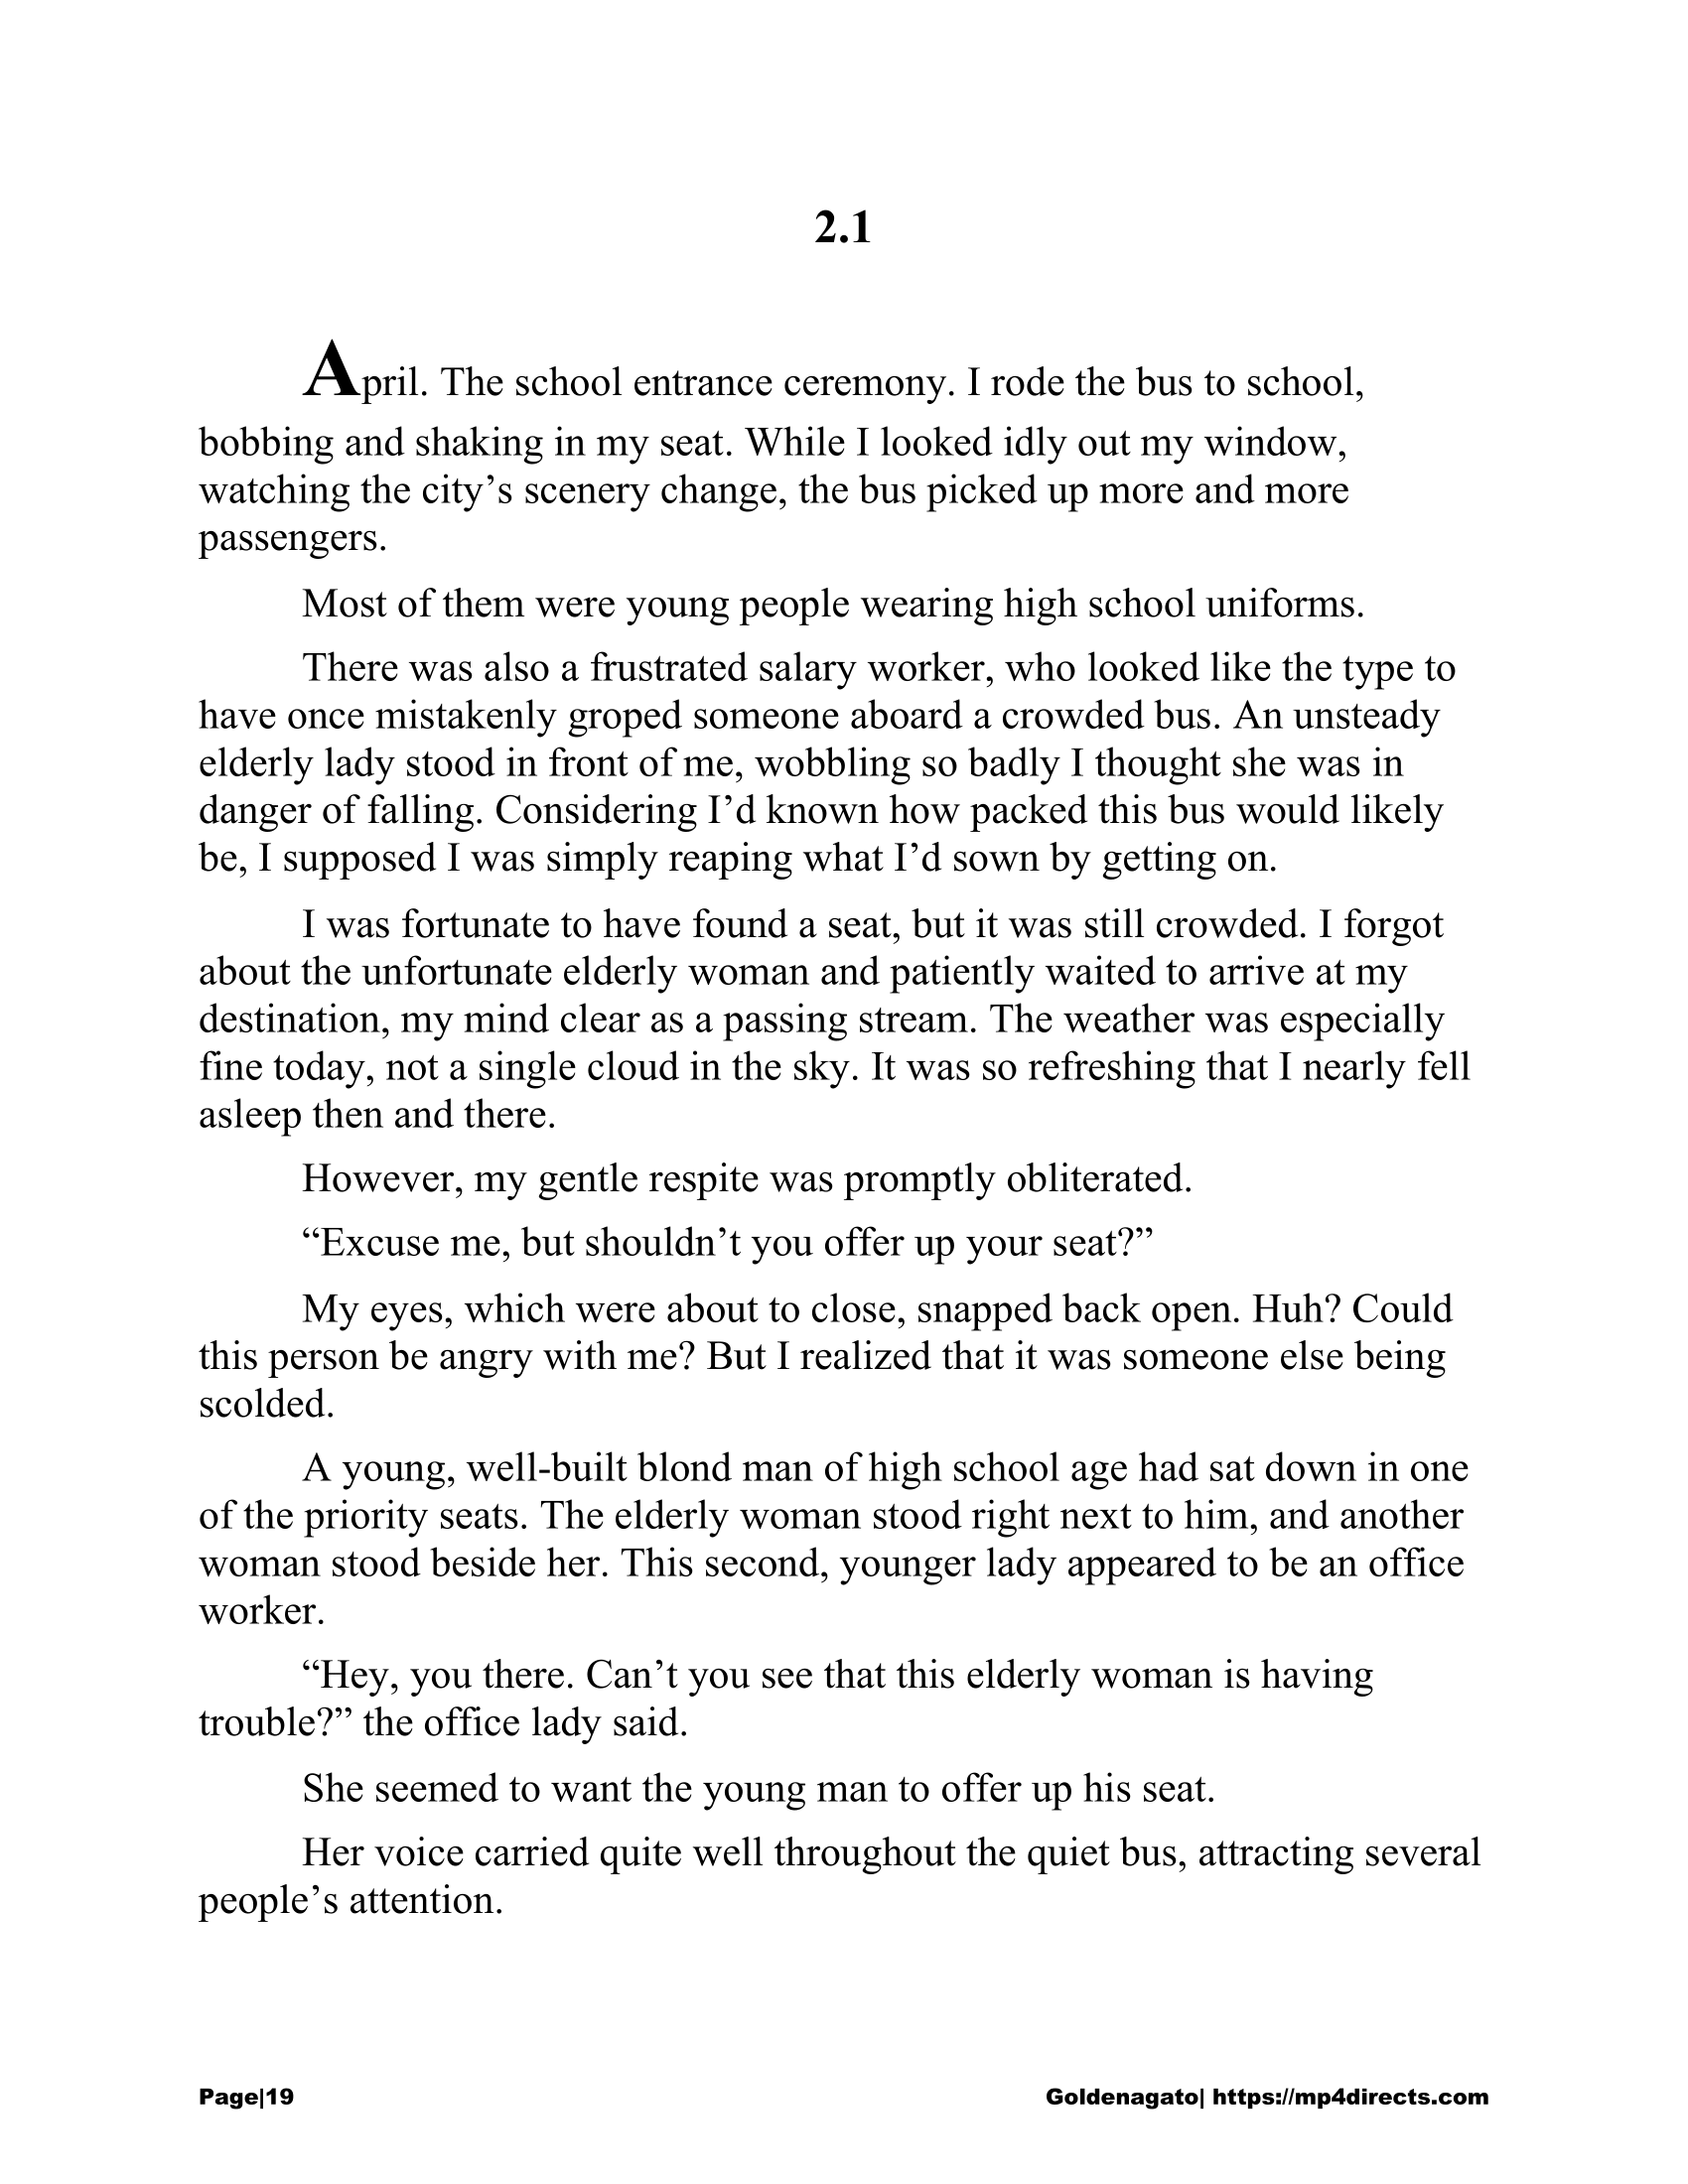 2.1
April. The school entrance ceremony. I rode the bus to school,
bobbing and shaking in my seat. While I looked idly out my window,
watching the city’s scenery change, the bus picked up more and more
passengers.
Most of them were young people wearing high school uniforms.
There was also a frustrated salary worker, who looked like the type to
have once mistakenly groped someone aboard a crowded bus. An unsteady
elderly lady stood in front of me, wobbling so badly I thought she was in
danger of falling. Considering I’d known how packed this bus would likely
be, I supposed I was simply reaping what I’d sown by getting on.
I was fortunate to have found a seat, but it was still crowded. I forgot
about the unfortunate elderly woman and patiently waited to arrive at my
destination, my mind clear as a passing stream. The weather was especially
fine today, not a single cloud in the sky. It was so refreshing that I nearly fell
asleep then and there.
However, my gentle respite was promptly obliterated.
“Excuse me, but shouldn’t you offer up your seat?”
My eyes, which were about to close, snapped back open. Huh? Could
this person be angry with me? But I realized that it was someone else being
scolded.
A young, well-built blond man of high school age had sat down in one
of the priority seats. The elderly woman stood right next to him, and another
woman stood beside her. This second, younger lady appeared to be an office
worker.
“Hey, you there. Can’t you see that this elderly woman is having
trouble?” the office lady said.
She seemed to want the young man to offer up his seat.
Her voice carried quite well throughout the quiet bus, attracting several
people’s attention.
Page|19 Goldenagato| https://mp4directs.com